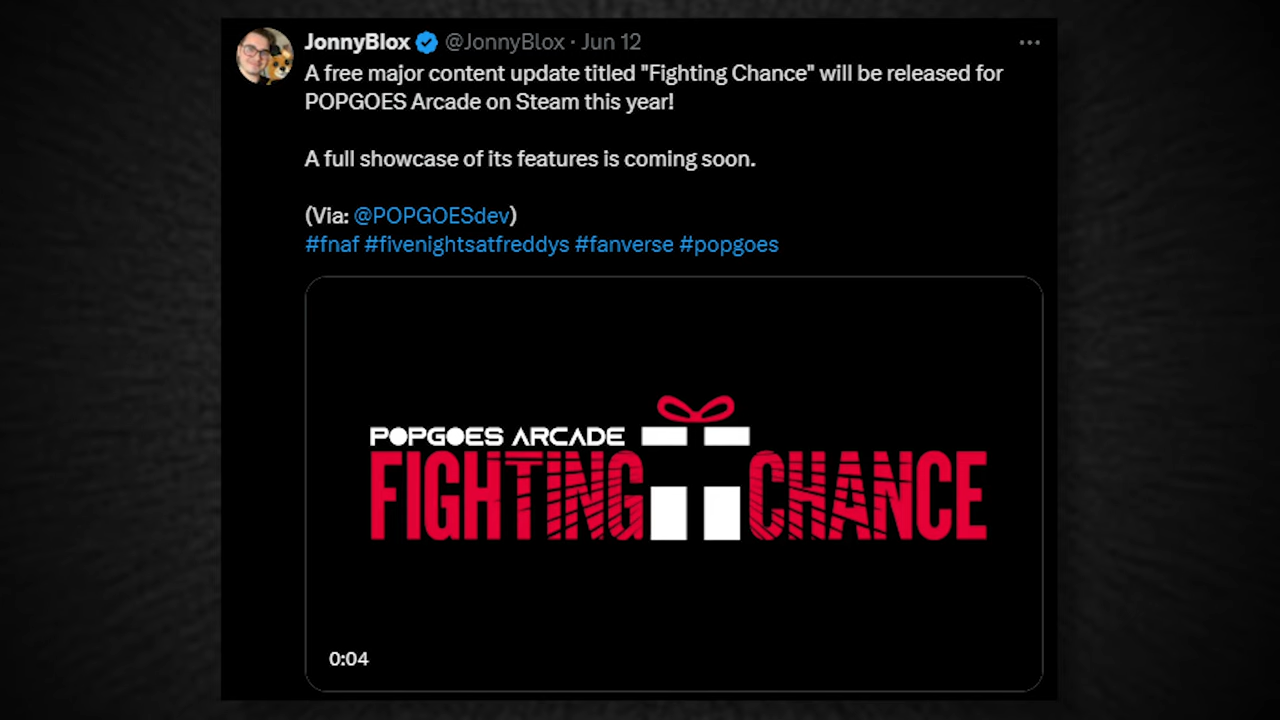 JonnyBlox @JonnyBlox · Jun 12
A free major content update titled "Fighting Chance" will be released for
POPGOES Arcade on Steam this year!
A full showcase of its features is coming soon.
(Via: @POPGOESdev)
#fnaf #fivenightsatfreddys #fanverse #popgoes
POPGOES ARCADE
FIGHTING CHANCE
0:04